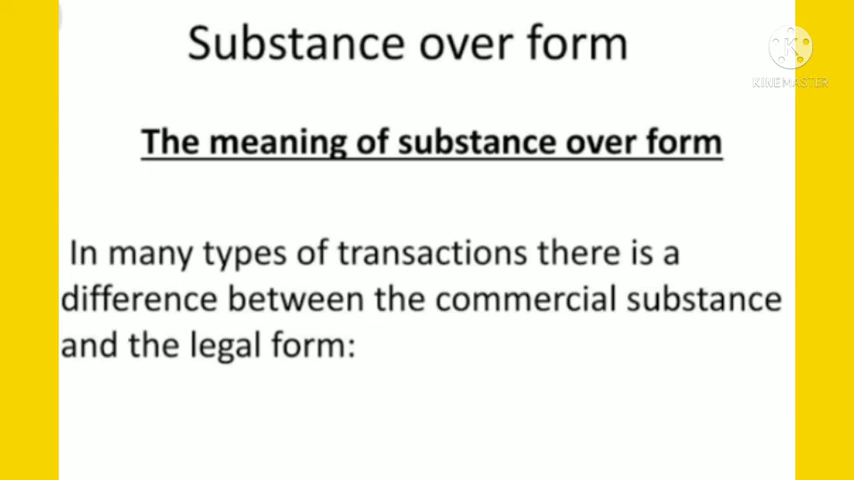 Substance over form
K
KINEMASTER
The meaning of substance over form
In many types of transactions there is a
difference between the commercial substance
and the legal form: